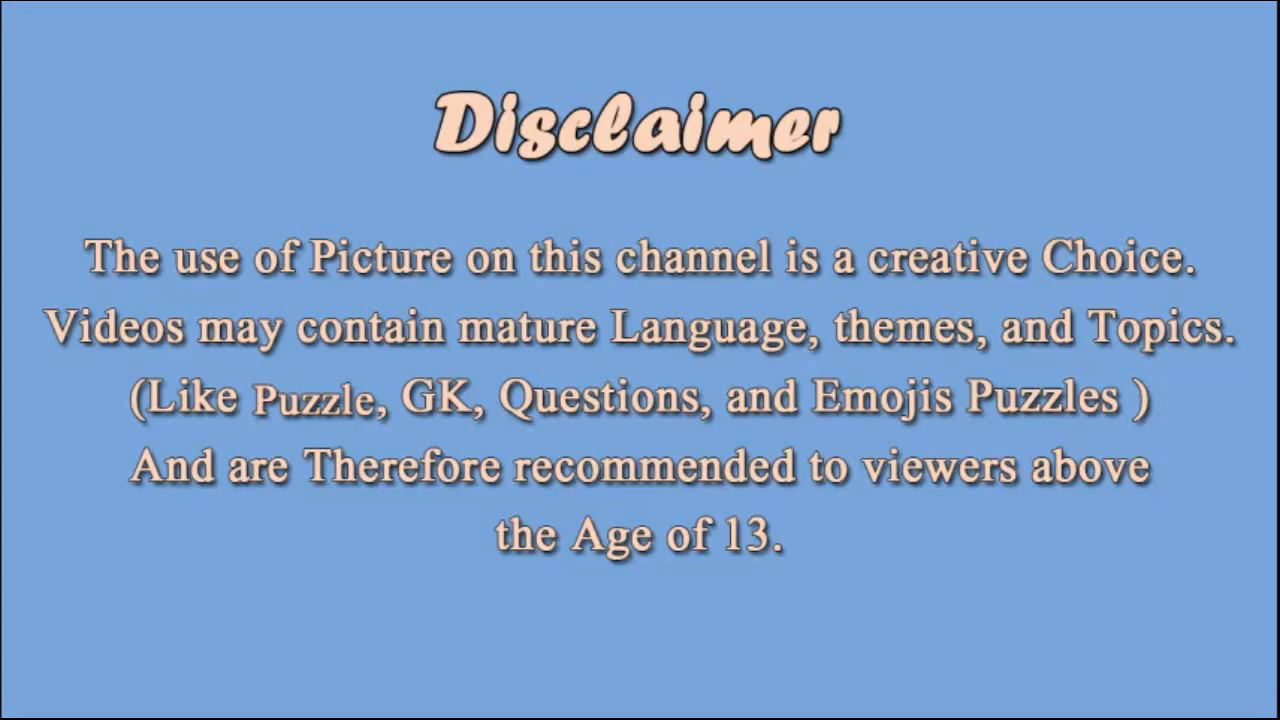 Disclaimer
The use of Picture on this channel is a creative Choice.
Videos may contain mature Language, themes, and Topics.
(Like Puzzle, GK, Questions, and Emojis Puzzles )
And are Therefore recommended to viewers above
the Age of 13.